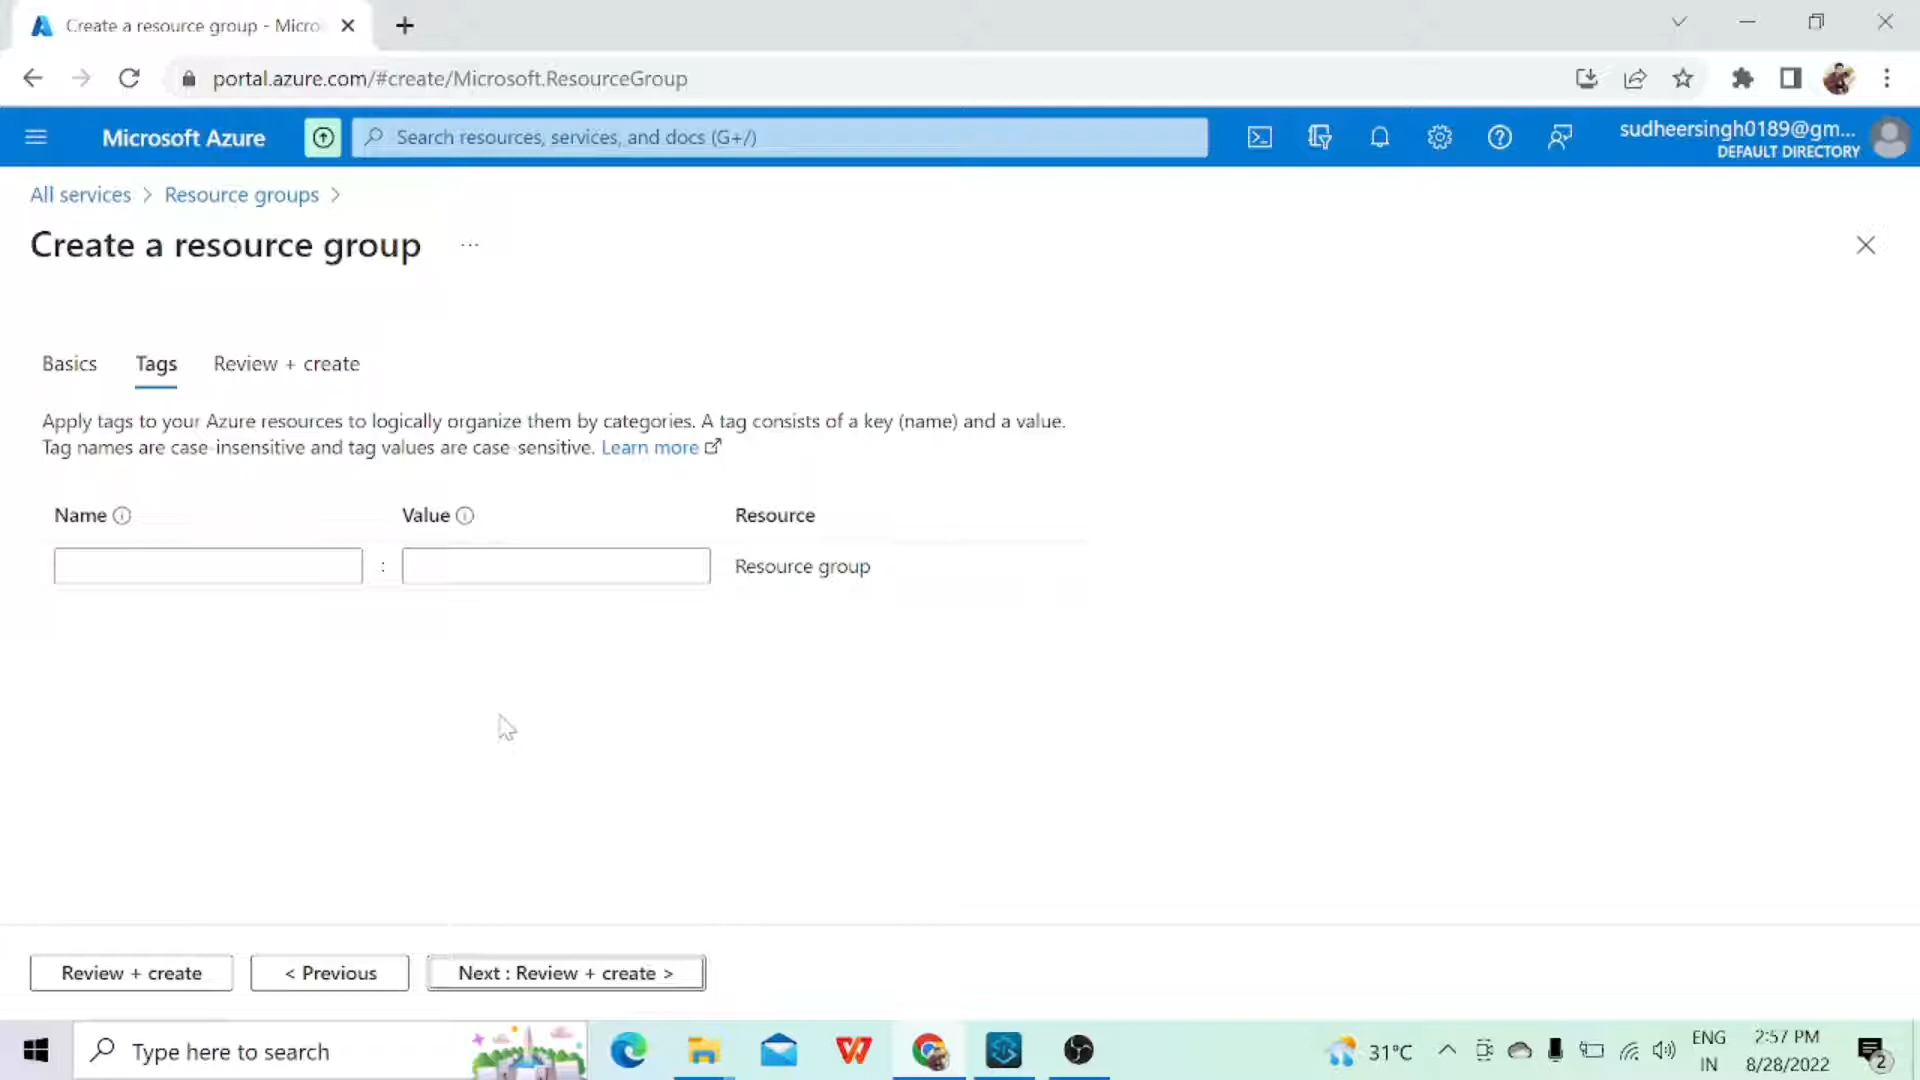 Create a resource group - Micro
portal.azure.com/#create/Microsoft.ResourceGroup
Microsoft Azure
Search resources, services, and docs (G+/)
sudheersingh0189@gm...
DEFAULT DIRECTORY
All services > Resource groups >
Create a resource group ...
Basics Tags Review + create
Apply tags to your Azure resources to logically organize them by categories. A tag consists of a key (name) and a value.
Tag names are case-insensitive and tag values are case-sensitive. Learn more
Name Value Resource
: Resource group
Review + create < Previous Next : Review + create >
Type here to search
31°C
ENG
IN
2:57 PM
8/28/2022
2